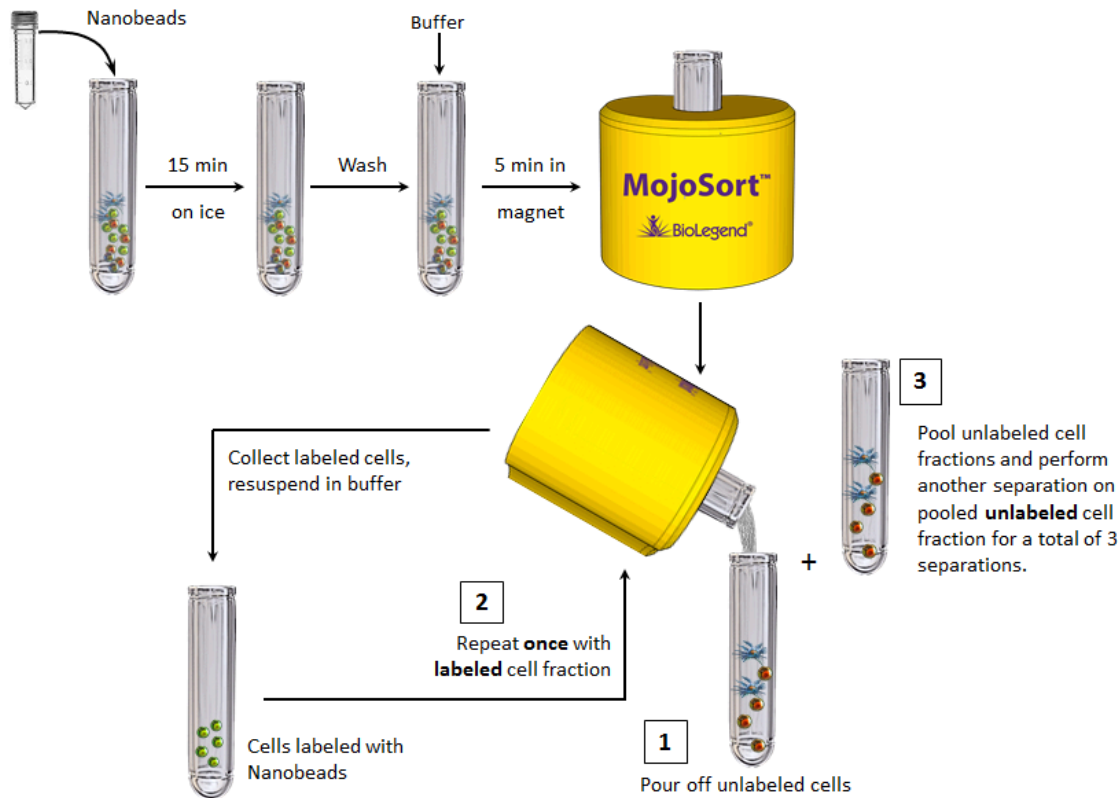 Nanobeads
Buffer
15 min
on ice
Wash
5 min in
magnet
MojoSort™
BioLegend®
3
Pool unlabeled cell
fractions and perform
another separation on
pooled unlabeled cell
fraction for a total of 3
separations.
Collect labeled cells,
resuspend in buffer
+
2
Repeat once with
labeled cell fraction
Cells labeled with
Nanobeads
1
Pour off unlabeled cells